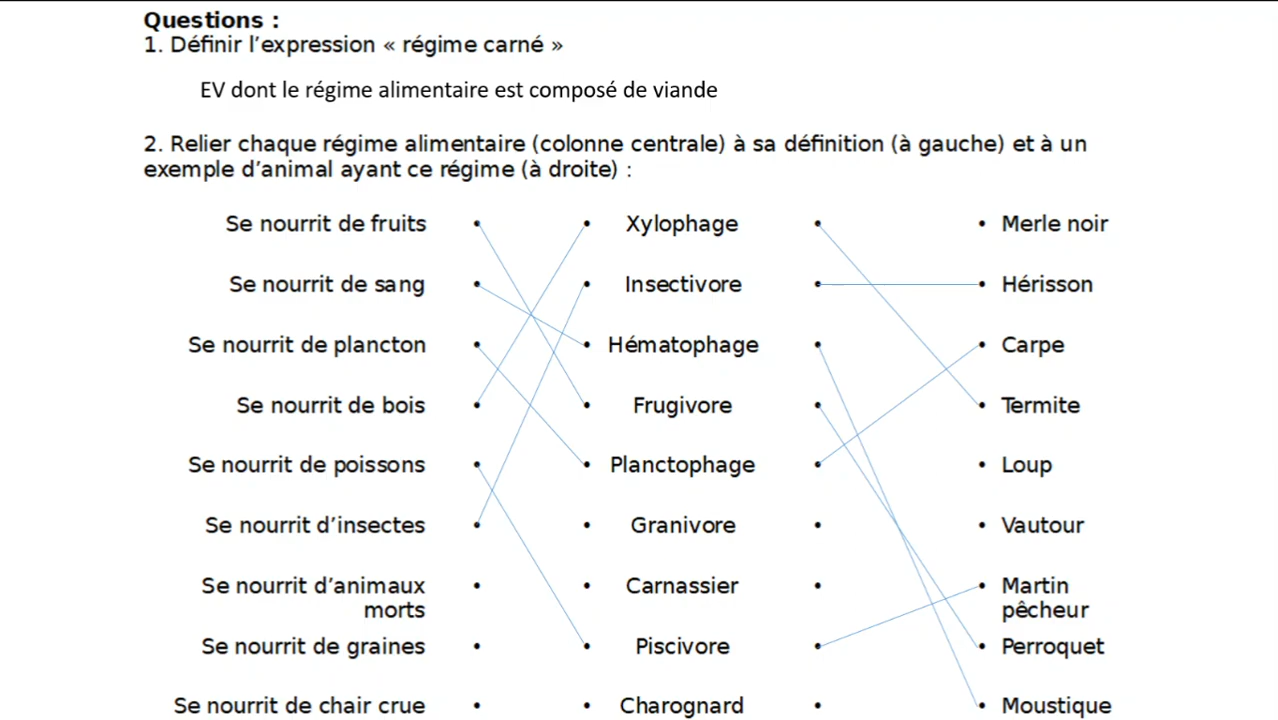 Questions :
1. Définir l’expression « régime carné »
EV dont le régime alimentaire est composé de viande
2. Relier chaque régime alimentaire (colonne centrale) à sa définition (à gauche) et à un
exemple d’animal ayant ce régime (à droite) :
Se nourrit de fruits • • Xylophage • • Merle noir
Se nourrit de sang • • Insectivore • • Hérisson
Se nourrit de plancton • • Hématophage • • Carpe
Se nourrit de bois • • Frugivore • • Termite
Se nourrit de poissons • • Planctophage • • Loup
Se nourrit d’insectes • • Granivore • • Vautour
Se nourrit d’animaux • • Carnassier • • Martin
morts pêcheur
Se nourrit de graines • • Piscivore • • Perroquet
Se nourrit de chair crue • • Charognard • • Moustique